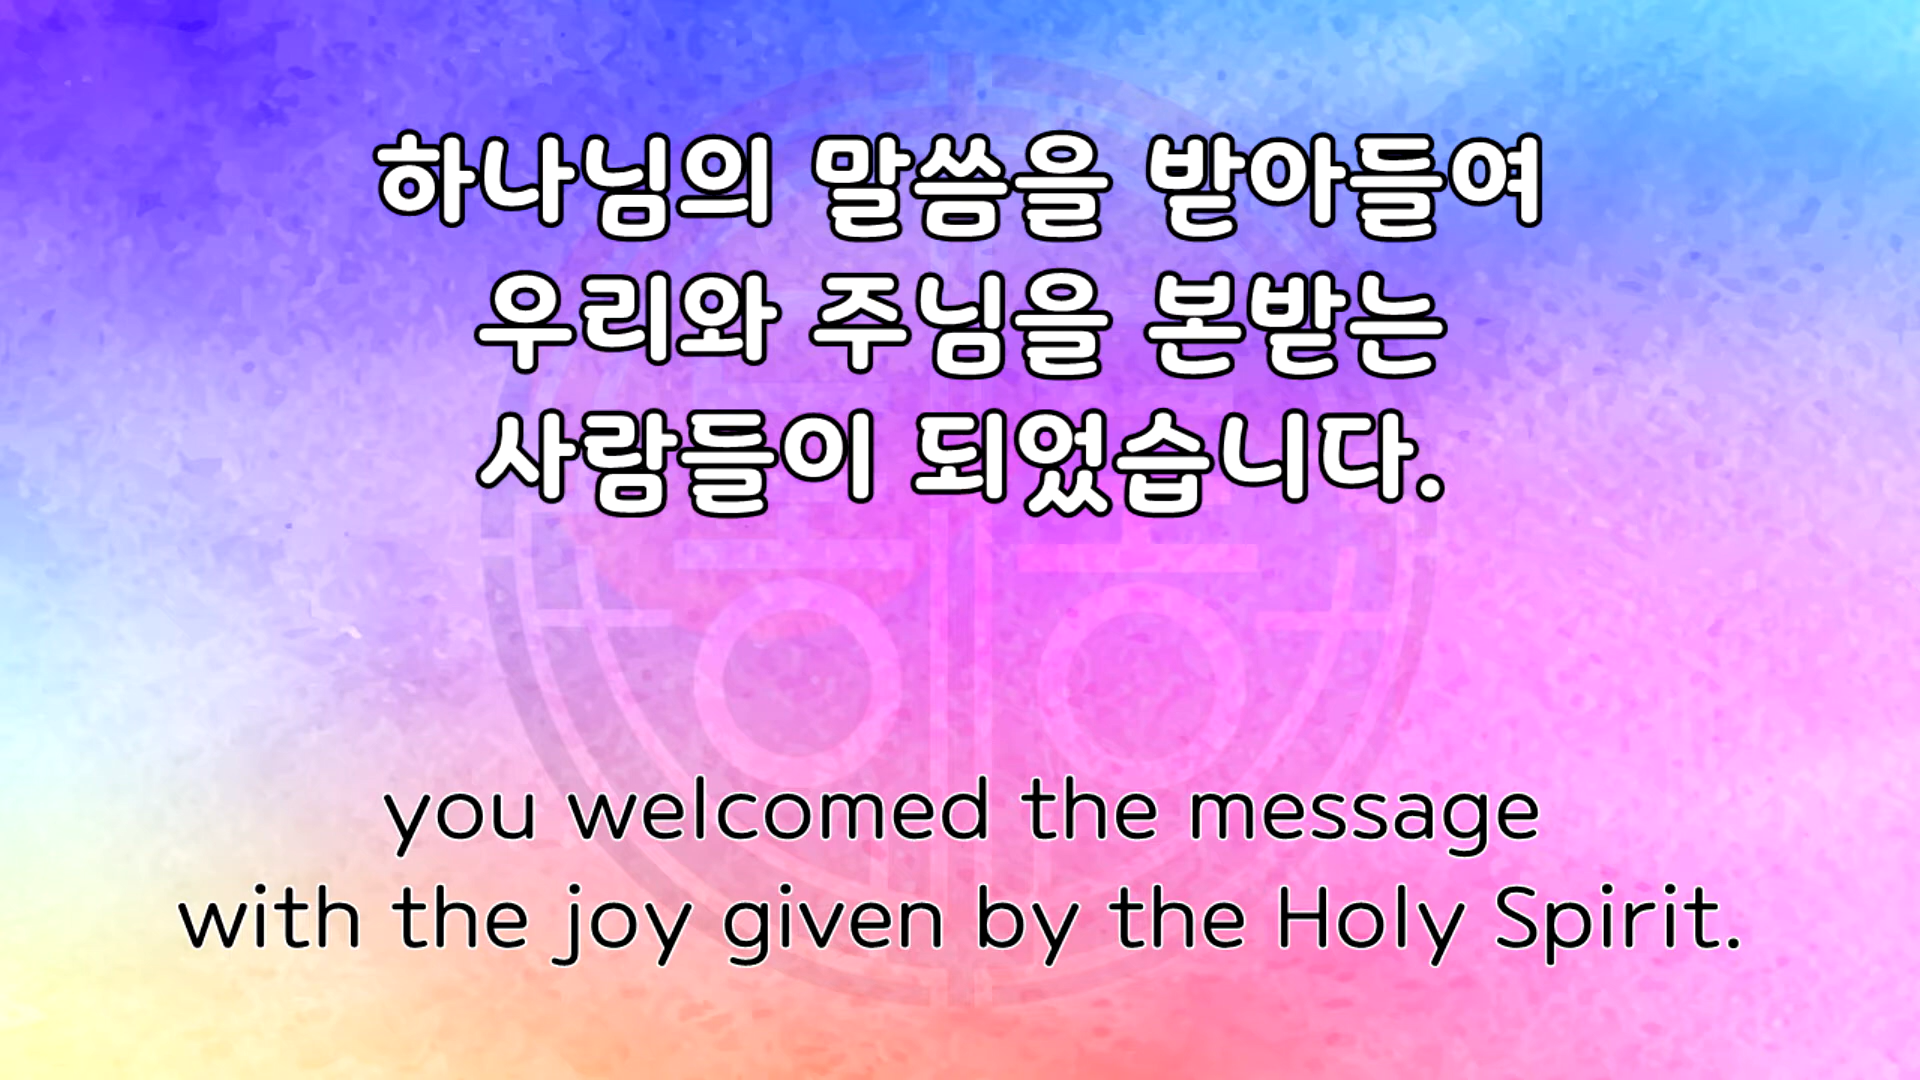 하나님의 말씀을 받아들여
우리와 주님을 본받는
사람들이 되었습니다.
you welcomed the message
with the joy given by the Holy Spirit.